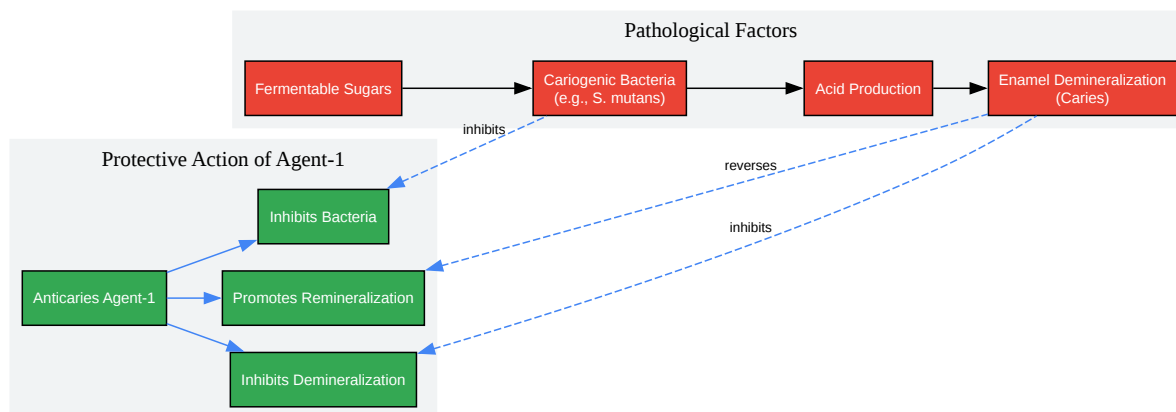 Pathological Factors
Fermentable Sugars
Cariogenic Bacteria
(e.g., S. mutans)
Acid Production
Enamel Demineralization
(Caries)
inhibits
Protective Action of Agent-1
reverses
Inhibits Bacteria
inhibits
Anticaries Agent-1
Promotes Remineralization
Inhibits Demineralization